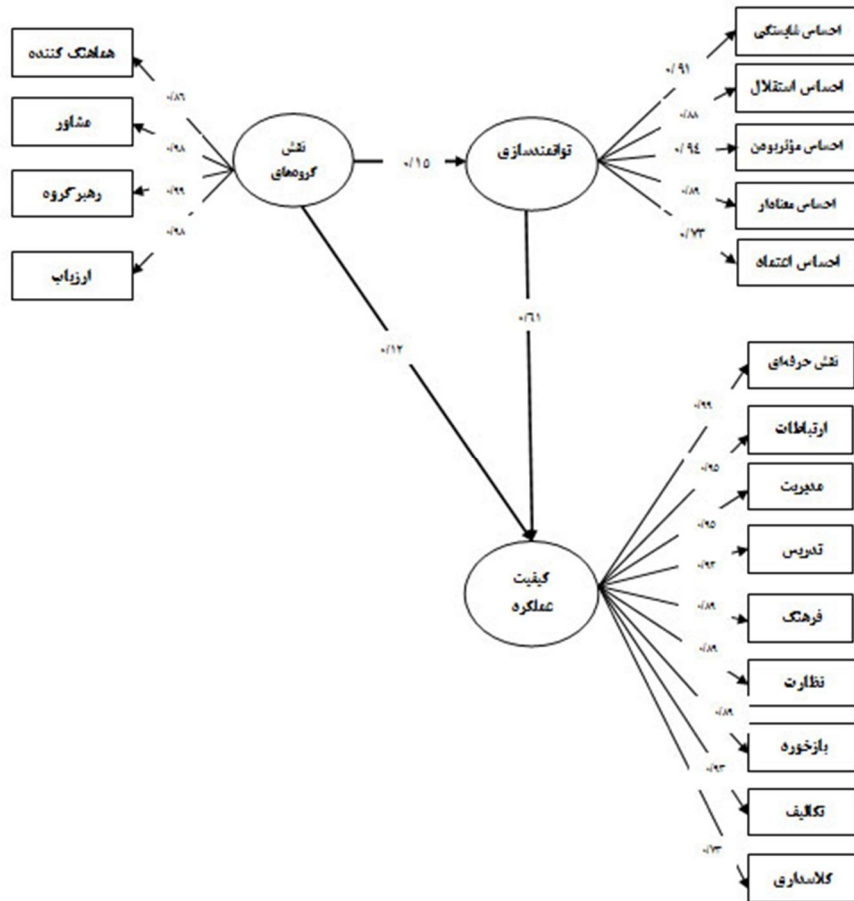 هماهنگ کننده
مشاور
رهبر گروه
ارزیاب
۰/۸۶
۰/۹۸
۰/۹۹
۰/۹۸
نقش
گروه‌های
۰/۱۵
توانمندسازی
۰/۹۱
۰/۸۸
۰/۹۴
۰/۸۹
۰/۷۳
احساس شایستگی
احساس استقلال
احساس مؤثربودن
احساس معنادار
احساس اعتماد
۰/۱۲
۰/۶۱
کیفیت
عملکرد
۰/۹۹
۰/۹۵
۰/۹۵
۰/۹۲
۰/۸۹
۰/۸۹
۰/۸۹
۰/۹۳
۰/۷۳
نقش حرفه‌ای
ارتباطات
مدیریت
تدریس
فرهنگ
نظارت
بازخورد
تکالیف
کلاسداری